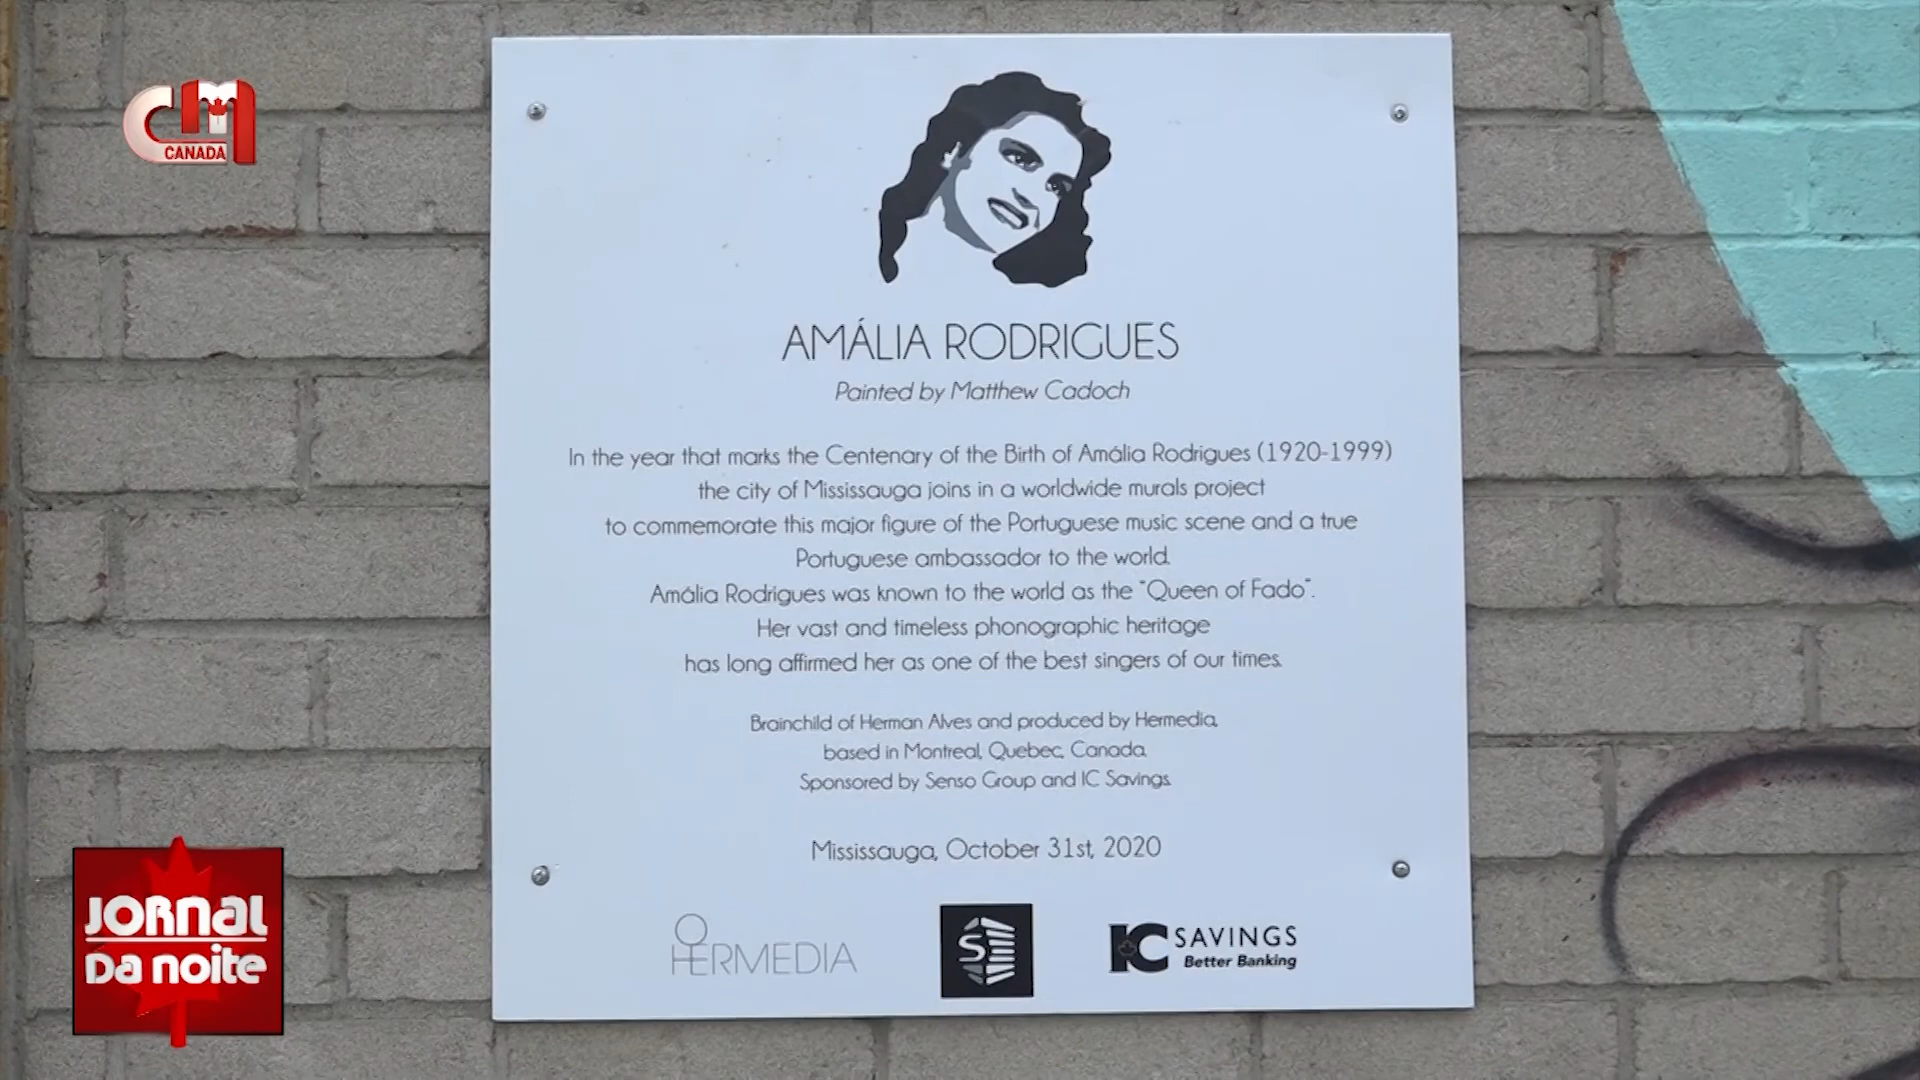 CM
CANADA
AMÁLIA RODRIGUES
Painted by Matthew Cadoch
In the year that marks the Centenary of the Birth of Amália Rodrigues (1920-1999)
the city of Mississauga joins in a worldwide murals project
to commemorate this major figure of the Portuguese music scene and a true
Portuguese ambassador to the world.
Amália Rodrigues was known to the world as the "Queen of Fado".
Her vast and timeless phonographic heritage
has long affirmed her as one of the best singers of our times.
Brainchild of Herman Alves and produced by Hermedia,
based in Montreal, Quebec, Canada.
Sponsored by Senso Group and IC Savings.
Mississauga, October 31st, 2020
HERMEDIA
S
IC SAVINGS
Better Banking
JORNAL
DA NOITE